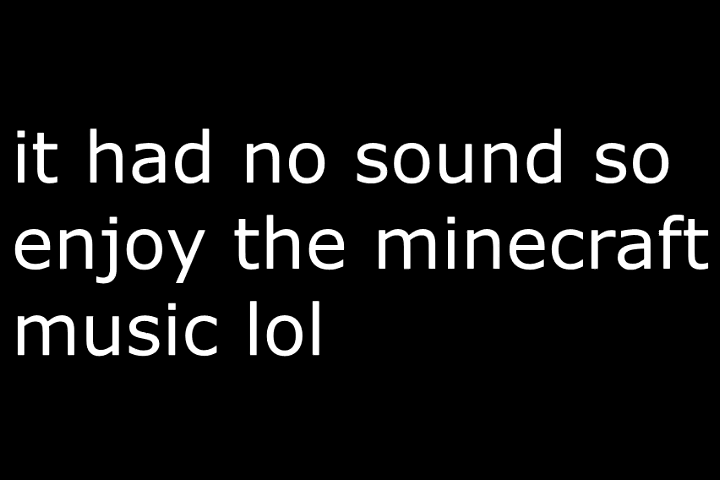 it had no sound so
enjoy the minecraft
music lol